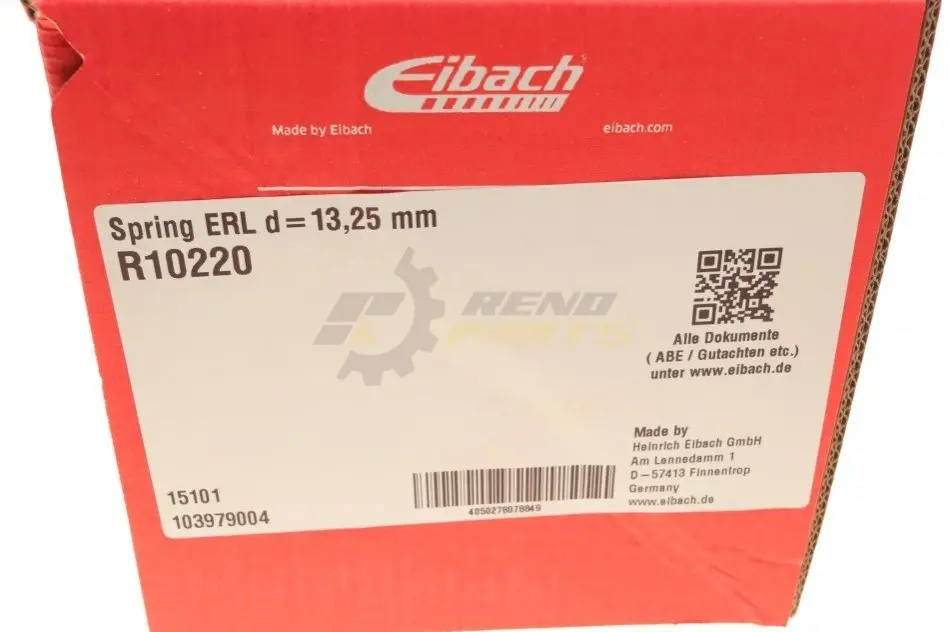 Eibach
Made by Eibach
eibach.com
Spring ERL d=13,25 mm
R10220
REND
PARTS
Alle Dokumente
( ABE / Gutachten etc.)
unter www.eibach.de
Made by
Heinrich Eibach GmbH
Am Lennedamm 1
D-57413 Finnentrop
Germany
www.eibach.de
15101
103979004
4050278078849